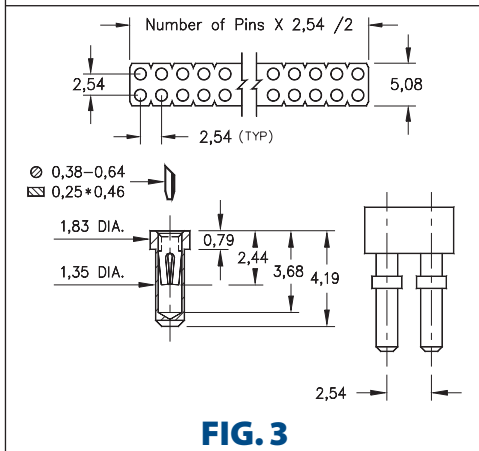 Number of Pins X 2,54 /2
2,54
5,08
2,54 (TYP)
0,38-0,64
0,25*0,46
1,83 DIA.
0,79
2,44
1,35 DIA.
3,68
4,19
2,54
FIG. 3